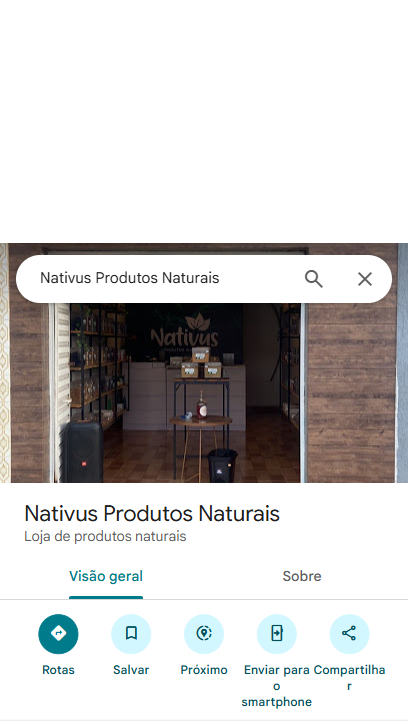 Nativus Produtos Naturais
Nativus
Nativus Produtos Naturais
Loja de produtos naturais
Visão geral
Sobre
Rotas
Salvar
Próximo
Enviar para
o
smartphone
Compartilha
r